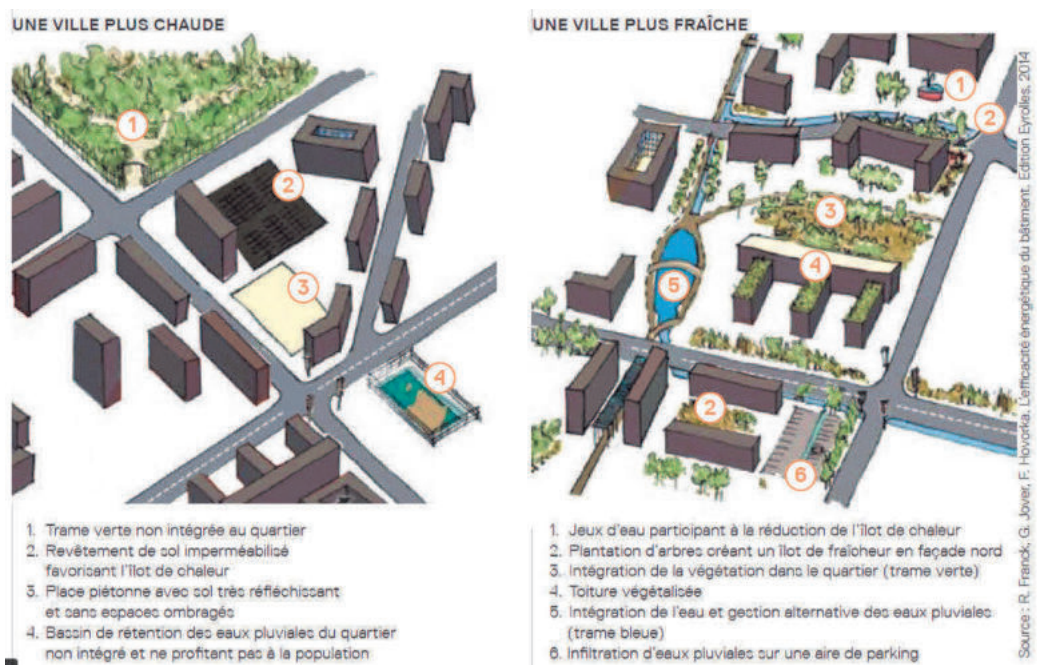 UNE VILLE PLUS CHAUDE
1
2
3
4
1. Trame verte non intégrée au quartier
2. Revêtement de sol imperméabilisé
favorisant l'îlot de chaleur
3. Place piétonne avec sol très réfléchissant
et sans espaces ombragés
4. Bassin de rétention des eaux pluviales du quartier
non intégré et ne profitant pas à la population
UNE VILLE PLUS FRAÎCHE
1
2
3
4
5
2
6
1. Jeux d'eau participant à la réduction de l'îlot de chaleur
2. Plantation d'arbres créant un îlot de fraîcheur en façade nord
3. Intégration de la végétation dans le quartier (trame verte)
4. Toiture végétalisée
5. Intégration de l'eau et gestion alternative des eaux pluviales
(trame bleue)
6. Infiltration d'eaux pluviales sur une aire de parking
Source : R. Franck, G. Jover, F. Hovorka. L'efficacité énergétique du bâtiment. Edition Eyrolles, 2014